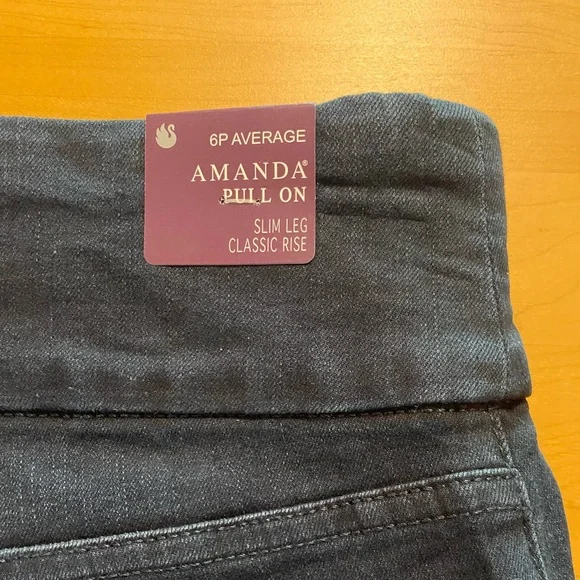 6P AVERAGE
AMANDA®
PULL ON
SLIM LEG
CLASSIC RISE